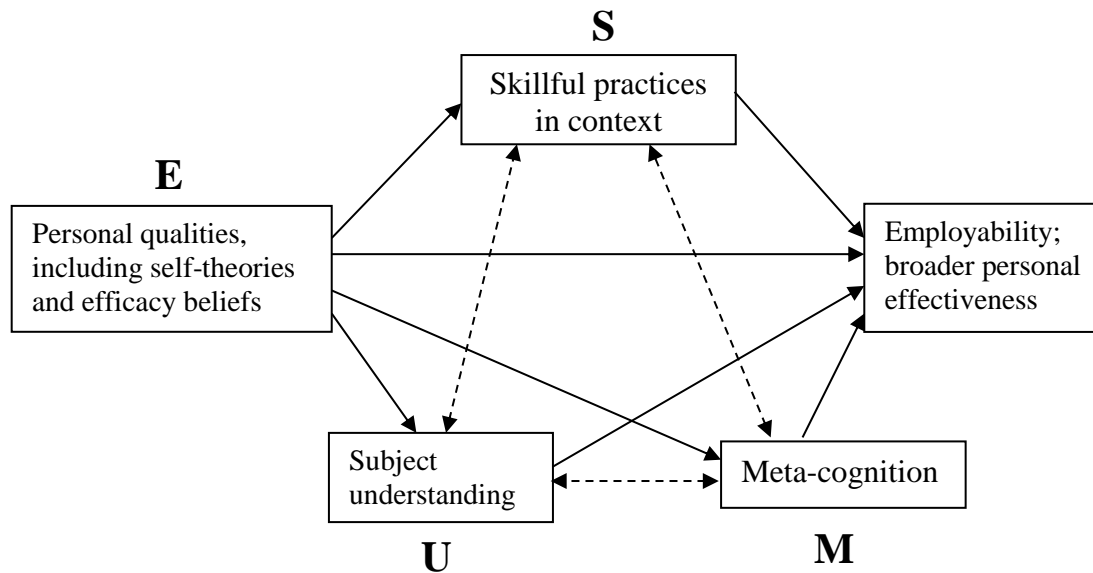 S
Skillful practices
in context
E
Personal qualities,
including self-theories
and efficacy beliefs
Employability;
broader personal
effectiveness
Subject
understanding
Meta-cognition
U
M